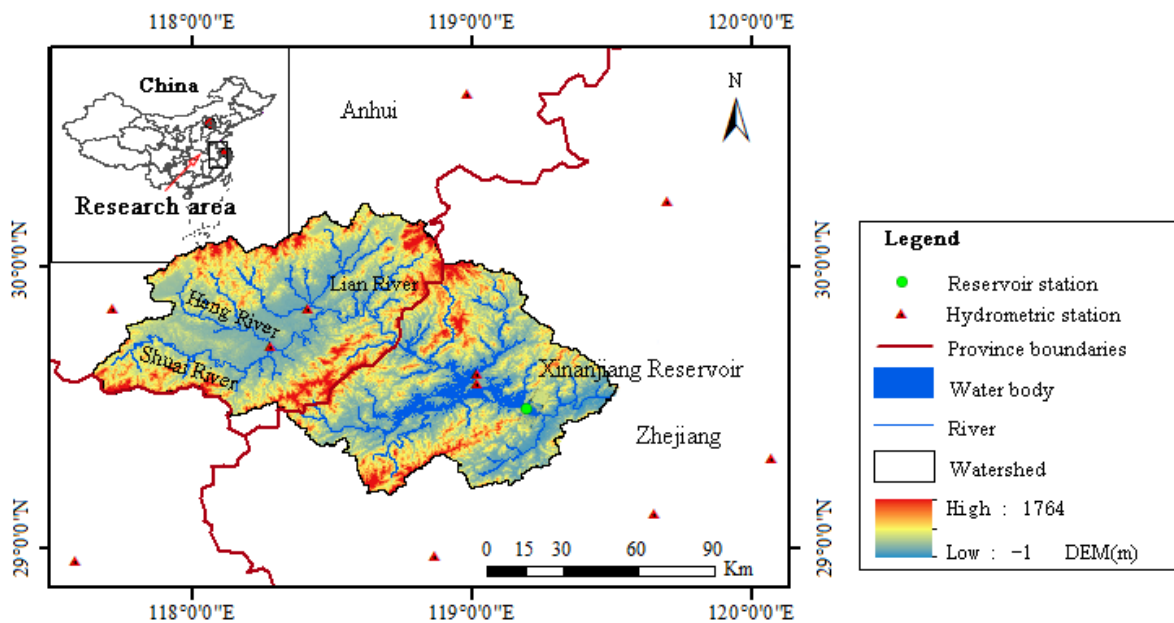 118°0'0"E 119°0'0"E 120°0'0"E
China
Research area
Anhui
N
30°0'0"N
30°0'0"N
Lian River
Heng River
Shuai River
Xinanjiang Reservoir
Zhejiang
29°0'0"N
29°0'0"N
0 15 30 60 90
Km
118°0'0"E 119°0'0"E 120°0'0"E
Legend
Reservoir station
Hydrometric station
Province boundaries
Water body
River
Watershed
High : 1764
Low : -1 DEM(m)